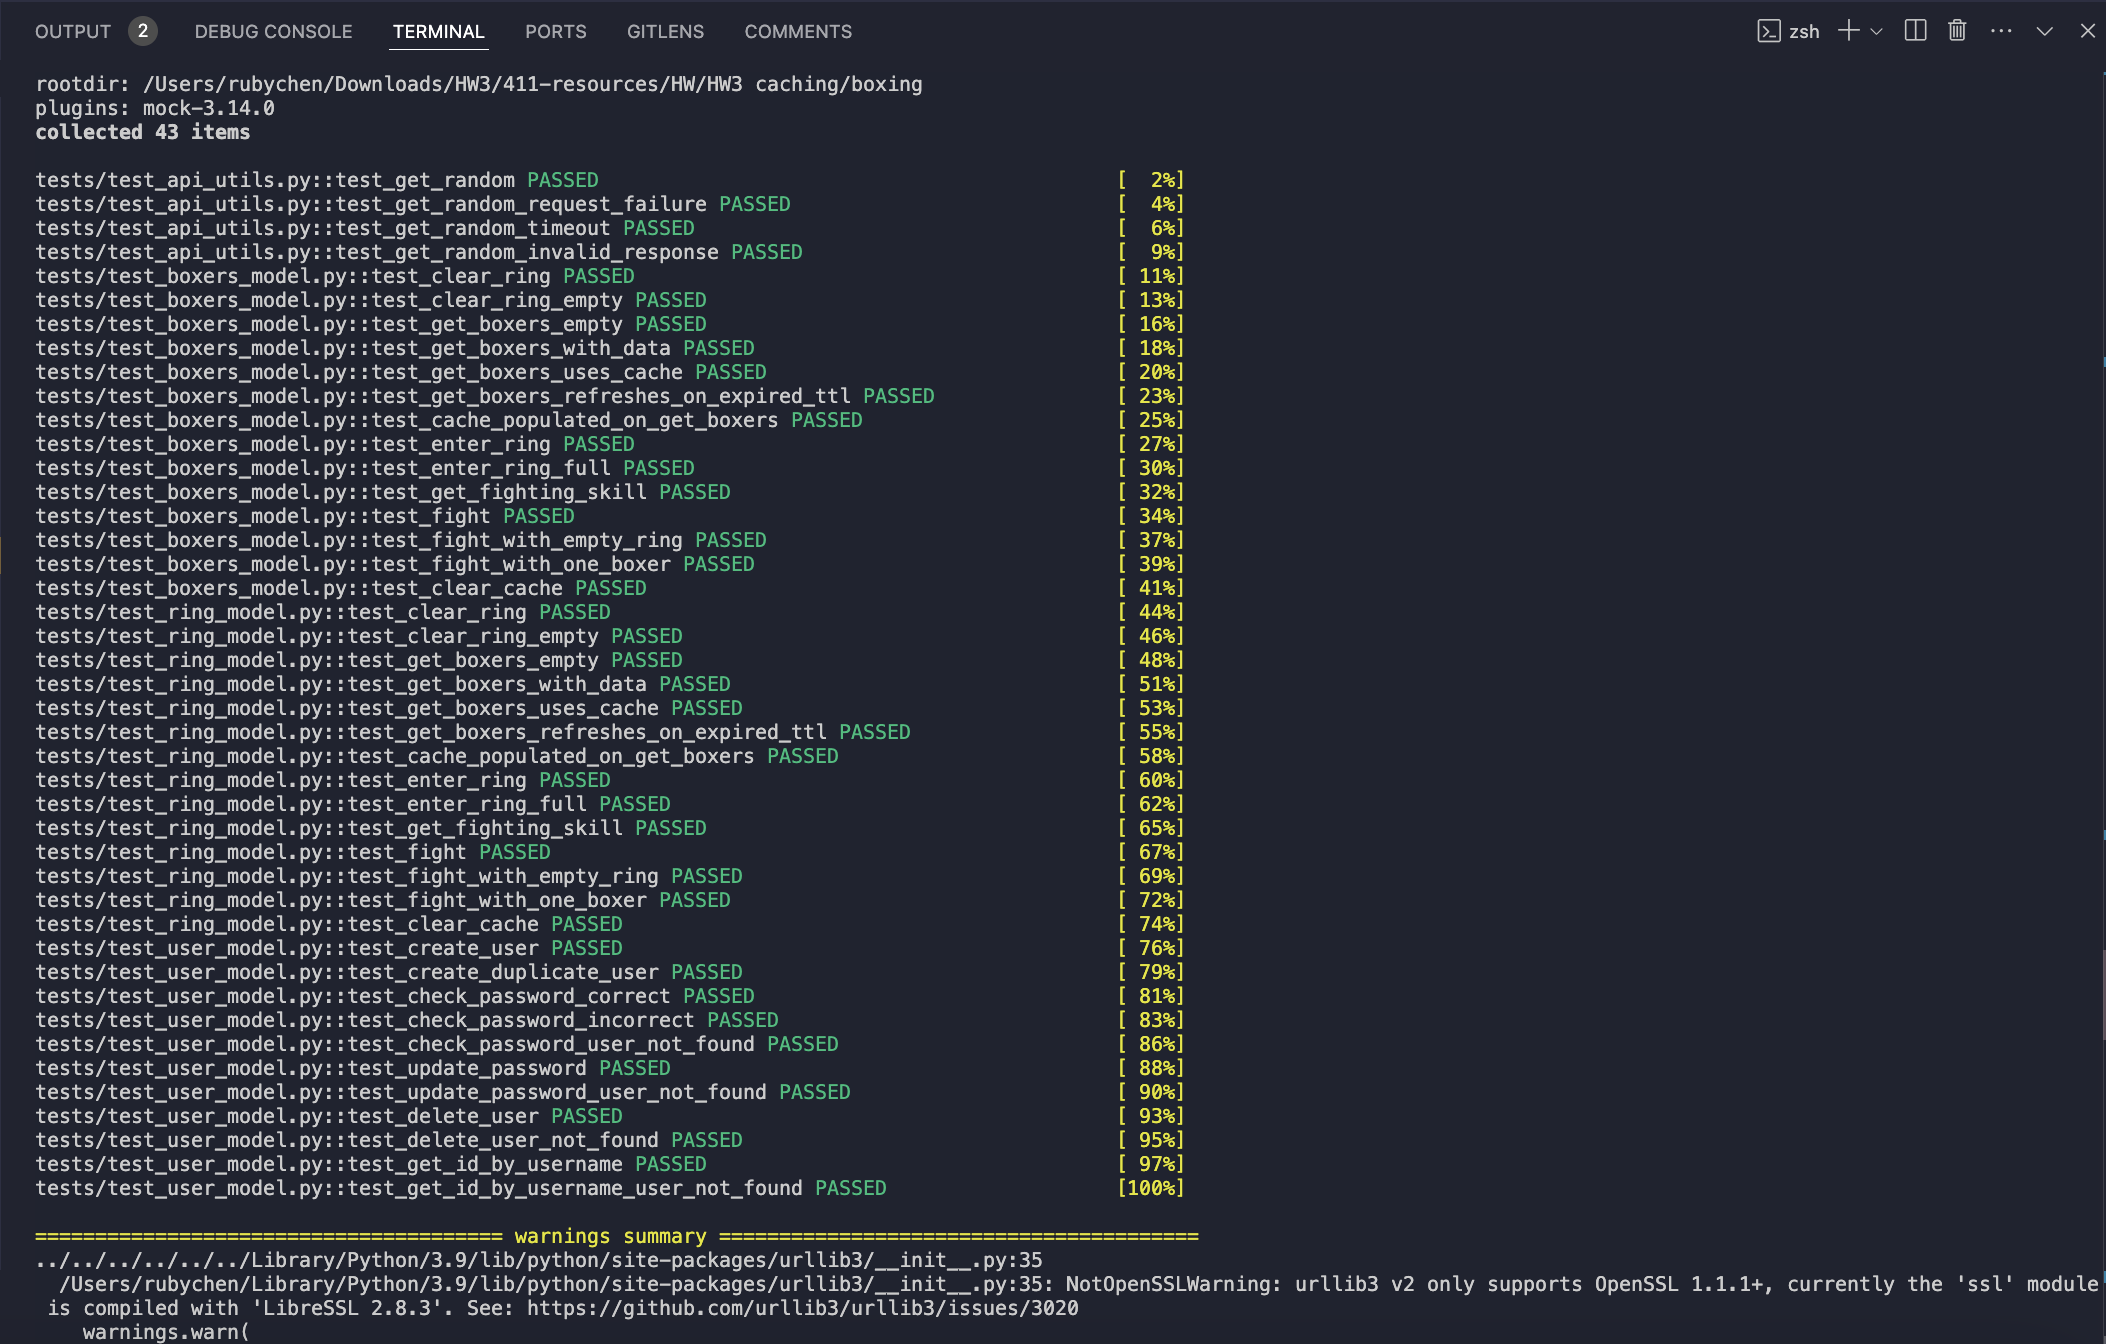 OUTPUT 2 DEBUG CONSOLE TERMINAL PORTS GITLENS COMMENTS zsh
rootdir: /Users/rubychen/Downloads/HW3/411-resources/HW/HW3 caching/boxing
plugins: mock-3.14.0
collected 43 items
tests/test_api_utils.py::test_get_random PASSED [ 2%]
tests/test_api_utils.py::test_get_random_request_failure PASSED [ 4%]
tests/test_api_utils.py::test_get_random_timeout PASSED [ 6%]
tests/test_api_utils.py::test_get_random_invalid_response PASSED [ 9%]
tests/test_boxers_model.py::test_clear_ring PASSED [ 11%]
tests/test_boxers_model.py::test_clear_ring_empty PASSED [ 13%]
tests/test_boxers_model.py::test_get_boxers_empty PASSED [ 16%]
tests/test_boxers_model.py::test_get_boxers_with_data PASSED [ 18%]
tests/test_boxers_model.py::test_get_boxers_uses_cache PASSED [ 20%]
tests/test_boxers_model.py::test_get_boxers_refreshes_on_expired_ttl PASSED [ 23%]
tests/test_boxers_model.py::test_cache_populated_on_get_boxers PASSED [ 25%]
tests/test_boxers_model.py::test_enter_ring PASSED [ 27%]
tests/test_boxers_model.py::test_enter_ring_full PASSED [ 30%]
tests/test_boxers_model.py::test_get_fighting_skill PASSED [ 32%]
tests/test_boxers_model.py::test_fight PASSED [ 34%]
tests/test_boxers_model.py::test_fight_with_empty_ring PASSED [ 37%]
tests/test_boxers_model.py::test_fight_with_one_boxer PASSED [ 39%]
tests/test_boxers_model.py::test_clear_cache PASSED [ 41%]
tests/test_ring_model.py::test_clear_ring PASSED [ 44%]
tests/test_ring_model.py::test_clear_ring_empty PASSED [ 46%]
tests/test_ring_model.py::test_get_boxers_empty PASSED [ 48%]
tests/test_ring_model.py::test_get_boxers_with_data PASSED [ 51%]
tests/test_ring_model.py::test_get_boxers_uses_cache PASSED [ 53%]
tests/test_ring_model.py::test_get_boxers_refreshes_on_expired_ttl PASSED [ 55%]
tests/test_ring_model.py::test_cache_populated_on_get_boxers PASSED [ 58%]
tests/test_ring_model.py::test_enter_ring PASSED [ 60%]
tests/test_ring_model.py::test_enter_ring_full PASSED [ 62%]
tests/test_ring_model.py::test_get_fighting_skill PASSED [ 65%]
tests/test_ring_model.py::test_fight PASSED [ 67%]
tests/test_ring_model.py::test_fight_with_empty_ring PASSED [ 69%]
tests/test_ring_model.py::test_fight_with_one_boxer PASSED [ 72%]
tests/test_ring_model.py::test_clear_cache PASSED [ 74%]
tests/test_user_model.py::test_create_user PASSED [ 76%]
tests/test_user_model.py::test_create_duplicate_user PASSED [ 79%]
tests/test_user_model.py::test_check_password_correct PASSED [ 81%]
tests/test_user_model.py::test_check_password_incorrect PASSED [ 83%]
tests/test_user_model.py::test_check_password_user_not_found PASSED [ 86%]
tests/test_user_model.py::test_update_password PASSED [ 88%]
tests/test_user_model.py::test_update_password_user_not_found PASSED [ 90%]
tests/test_user_model.py::test_delete_user PASSED [ 93%]
tests/test_user_model.py::test_delete_user_not_found PASSED [ 95%]
tests/test_user_model.py::test_get_id_by_username PASSED [ 97%]
tests/test_user_model.py::test_get_id_by_username_user_not_found PASSED [100%]
======================================= warnings summary ========================================
../../../../../../Library/Python/3.9/lib/python/site-packages/urllib3/__init__.py:35
/Users/rubychen/Library/Python/3.9/lib/python/site-packages/urllib3/__init__.py:35: NotOpenSSLWarning: urllib3 v2 only supports OpenSSL 1.1.1+, currently the 'ssl' module
is compiled with 'LibreSSL 2.8.3'. See: https://github.com/urllib3/urllib3/issues/3020
warnings.warn(